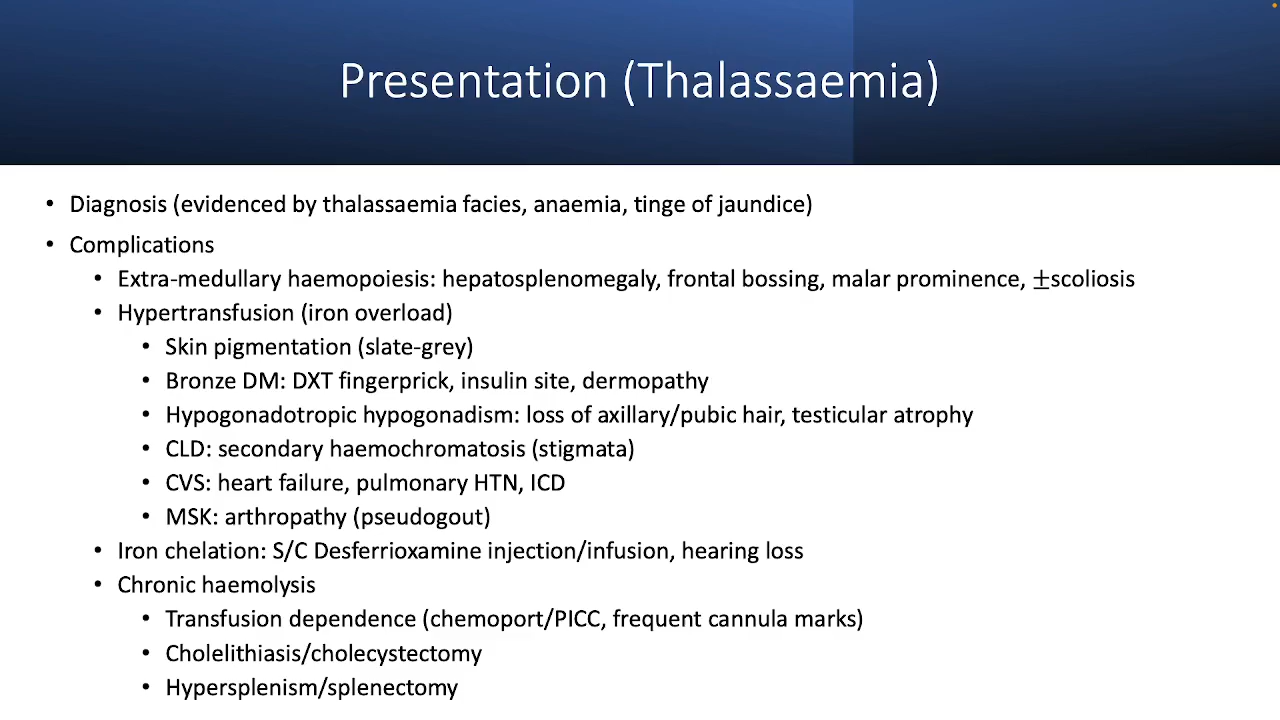 Presentation (Thalassaemia)
• Diagnosis (evidenced by thalassaemia facies, anaemia, tinge of jaundice)
• Complications
• Extra-medullary haemopoiesis: hepatosplenomegaly, frontal bossing, malar prominence, ±scoliosis
• Hypertransfusion (iron overload)
• Skin pigmentation (slate-grey)
• Bronze DM: DXT fingerprick, insulin site, dermopathy
• Hypogonadotropic hypogonadism: loss of axillary/pubic hair, testicular atrophy
• CLD: secondary haemochromatosis (stigmata)
• CVS: heart failure, pulmonary HTN, ICD
• MSK: arthropathy (pseudogout)
• Iron chelation: S/C Desferrioxamine injection/infusion, hearing loss
• Chronic haemolysis
• Transfusion dependence (chemoport/PICC, frequent cannula marks)
• Cholelithiasis/cholecystectomy
• Hypersplenism/splenectomy